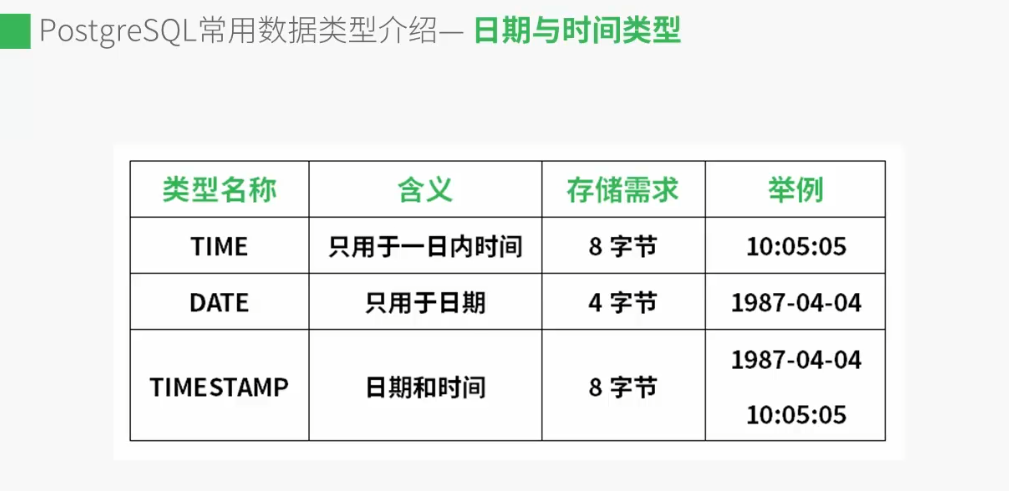 PostgreSQL常用数据类型介绍— 日期与时间类型
类型名称 含义 存储需求 举例
TIME 只用于一日内时间 8 字节 10:05:05
DATE 只用于日期 4 字节 1987-04-04
TIMESTAMP 日期和时间 8 字节 1987-04-04
10:05:05